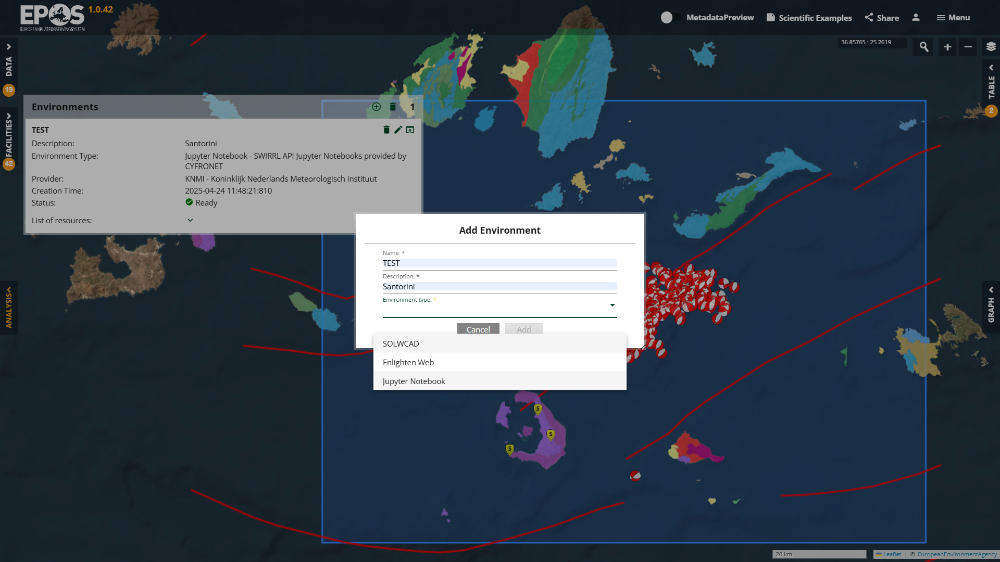 EPOS 1.0.42
EUROPEANPLATEOBSERVINGSYSTEM
MetadataPreview
Scientific Examples
Share
Menu
36.85765 : 25.2619
DATA
19
FACILITIES
42
ANALYSIS
TABLE
2
GRAPH
Environments
1
TEST
Description: Santorini
Environment Type: Jupyter Notebook - SWIRRL API Jupyter Notebooks provided by
CYFRONET
Provider: KNMI - Koninklijk Nederlands Meteorologisch Instituut
Creation Time: 2025-04-24 11:48:21:810
Status: Ready
List of resources:
Add Environment
Name: *
TEST
Description: *
Santorini
Environment type: *
Cancel Add
SOLWCAD
Enlighten Web
Jupyter Notebook
S
S
S
20 km
Leaflet | © EuropeanEnvironmentAgency